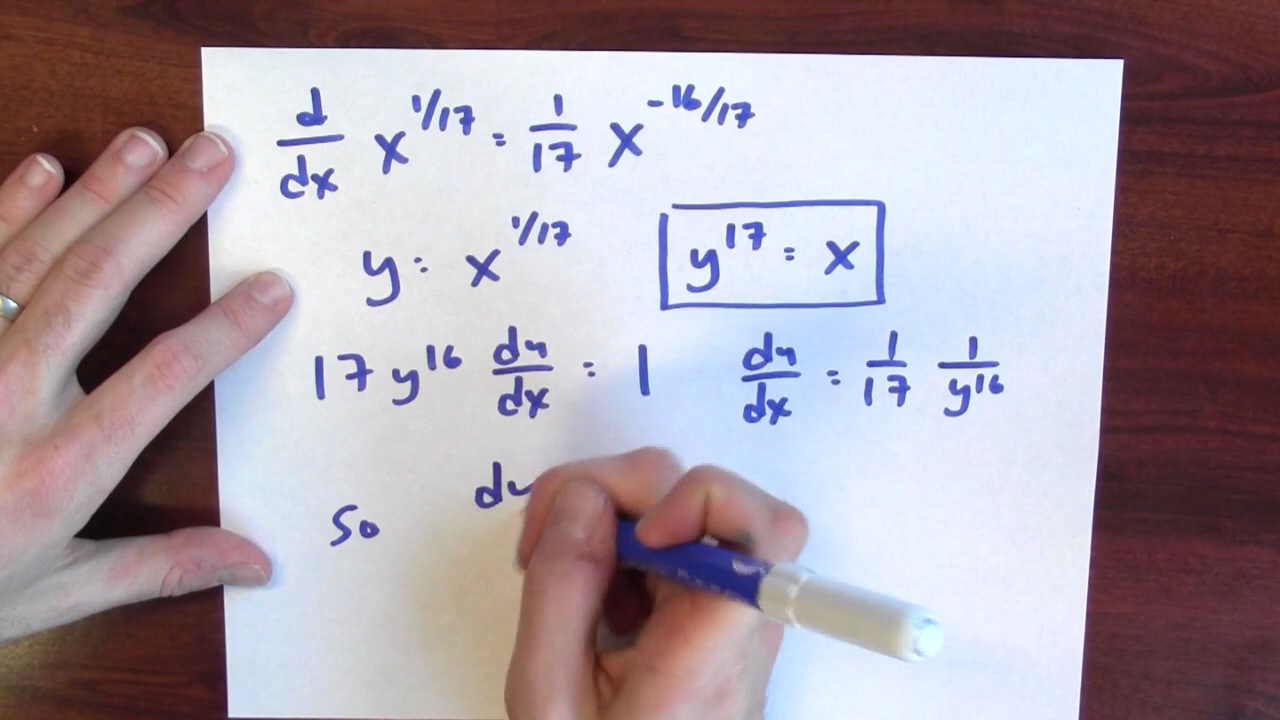 d/dx x^1/17 = 1/17 x^-16/17
y = x^1/17 y^17 = x
17 y^16 dy/dx = 1 dy/dx = 1/17 1/y^16
So dy